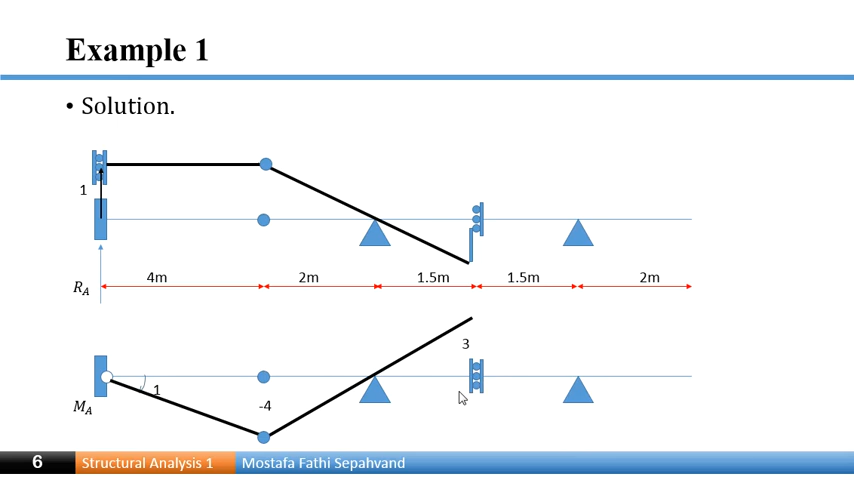 Example 1
• Solution.
1
4m 2m 1.5m 1.5m 2m
R_A
3
1
-4
M_A
6 Structural Analysis 1 Mostafa Fathi Sepahvand